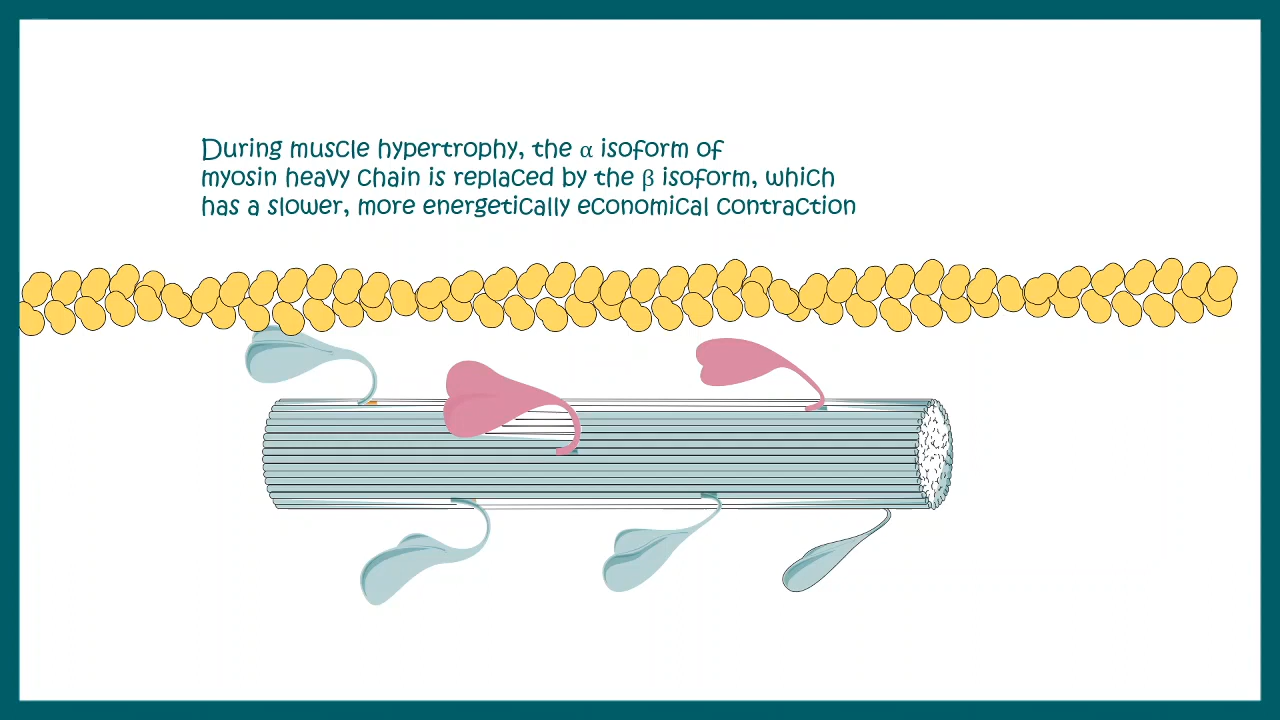 During muscle hypertrophy, the α isoform of
myosin heavy chain is replaced by the β isoform, which
has a slower, more energetically economical contraction